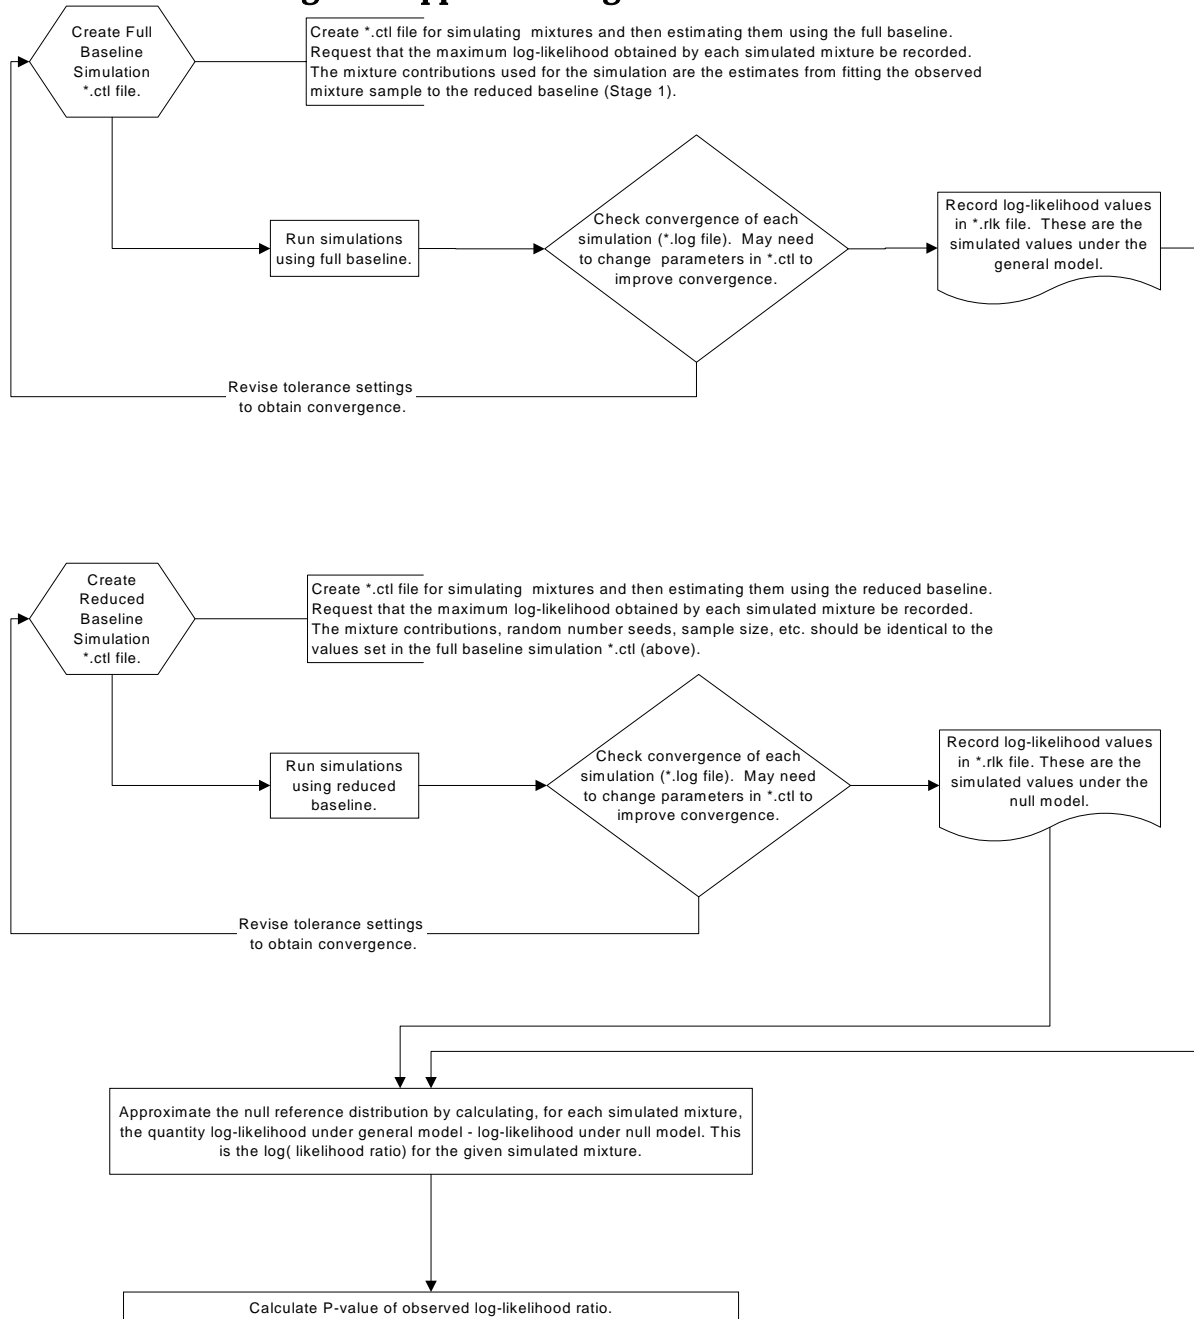 Create Full
Baseline
Simulation
*.ctl file.
Create *.ctl file for simulating mixtures and then estimating them using the full baseline.
Request that the maximum log-likelihood obtained by each simulated mixture be recorded.
The mixture contributions used for the simulation are the estimates from fitting the observed
mixture sample to the reduced baseline (Stage 1).
Run simulations
using full baseline.
Check convergence of each
simulation (*.log file). May need
to change parameters in *.ctl to
improve convergence.
Record log-likelihood values
in *.rlk file. These are the
simulated values under the
general model.
Revise tolerance settings
to obtain convergence.
Create
Reduced
Baseline
Simulation
*.ctl file.
Create *.ctl file for simulating mixtures and then estimating them using the reduced baseline.
Request that the maximum log-likelihood obtained by each simulated mixture be recorded.
The mixture contributions, random number seeds, sample size, etc. should be identical to the
values set in the full baseline simulation *.ctl (above).
Run simulations
using reduced
baseline.
Check convergence of each
simulation (*.log file). May need
to change parameters in *.ctl to
improve convergence.
Record log-likelihood values
in *.rlk file. These are the
simulated values under the
null model.
Revise tolerance settings
to obtain convergence.
Approximate the null reference distribution by calculating, for each simulated mixture,
the quantity log-likelihood under general model - log-likelihood under null model. This
is the log( likelihood ratio) for the given simulated mixture.
Calculate P-value of observed log-likelihood ratio.